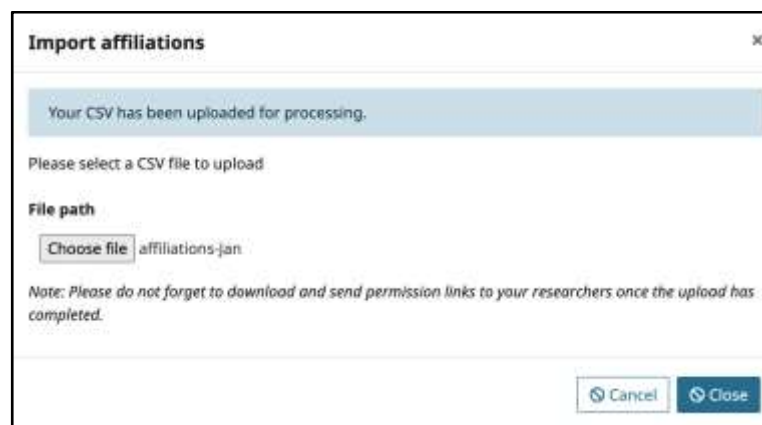 Import affiliations
Your CSV has been uploaded for processing.
Please select a CSV file to upload
File path
Choose file affiliations-jan
Note: Please do not forget to download and send permission links to your researchers once the upload has
completed.
Cancel Close